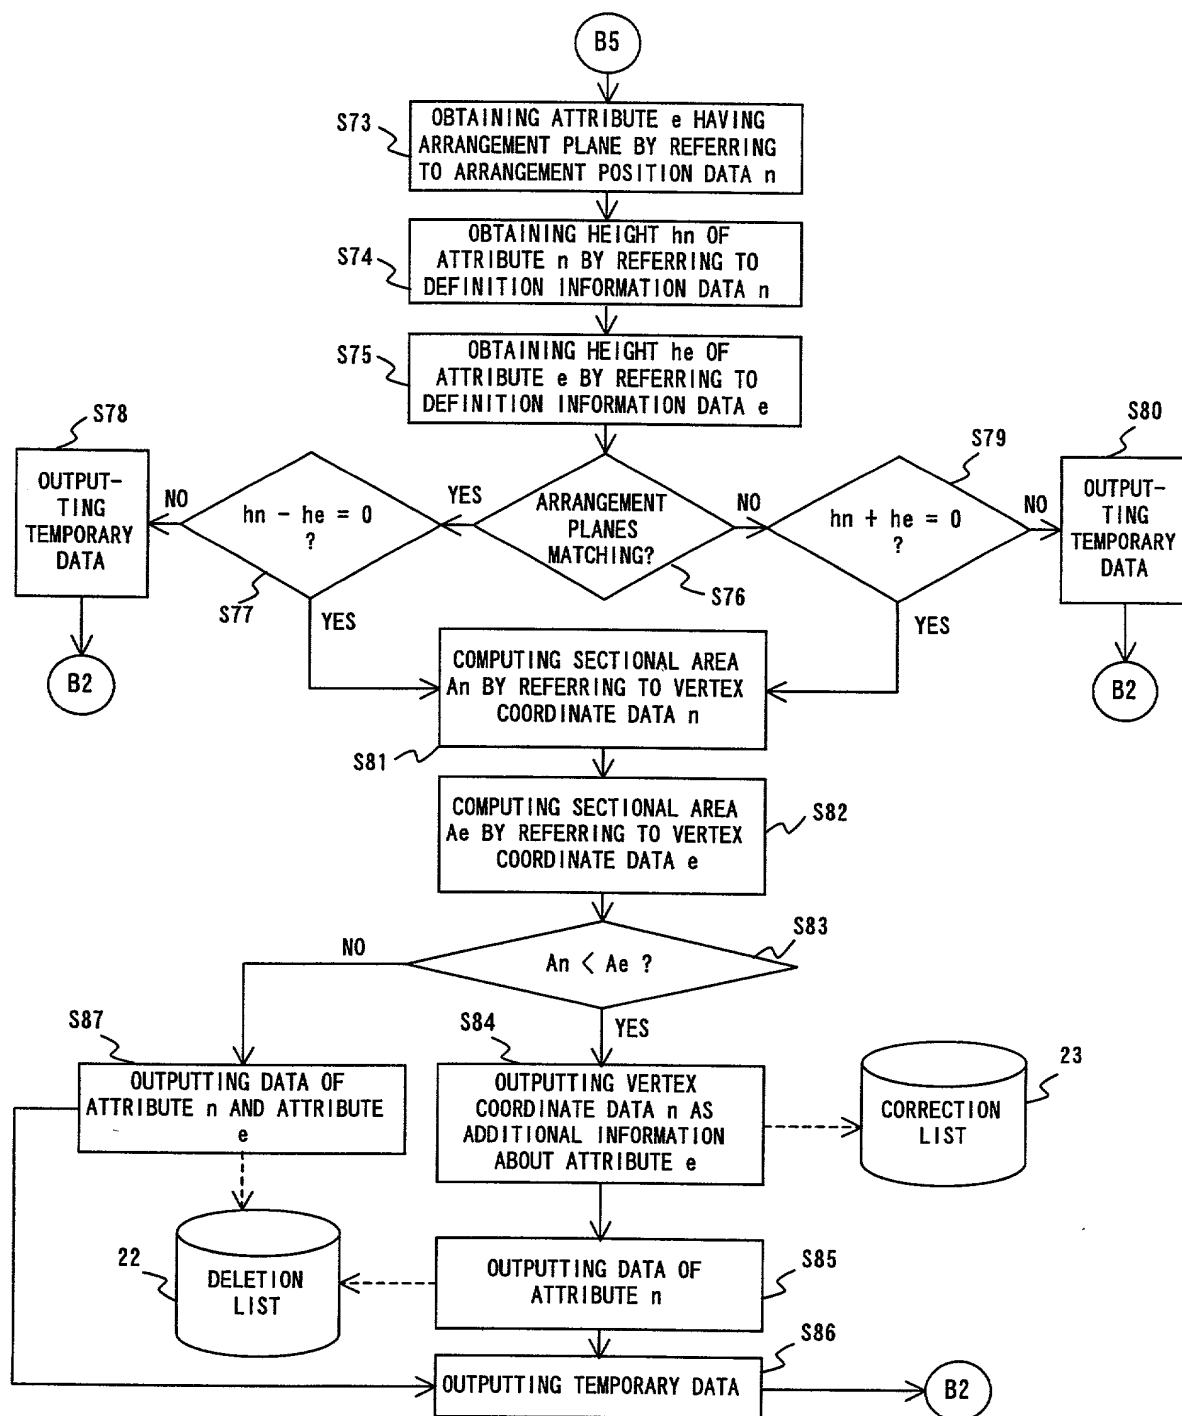 B5
S73
OBTAINING ATTRIBUTE e HAVING
ARRANGEMENT PLANE BY REFERRING
TO ARRANGEMENT POSITION DATA n
S74
OBTAINING HEIGHT hn OF
ATTRIBUTE n BY REFERRING TO
DEFINITION INFORMATION DATA n
S75
OBTAINING HEIGHT he OF
ATTRIBUTE e BY REFERRING TO
DEFINITION INFORMATION DATA e
S78
OUTPUT-
TING
TEMPORARY
DATA
NO
hn - he = 0
?
S77
YES
YES
ARRANGEMENT
PLANES
MATCHING?
S76
NO
hn + he = 0
?
S79
YES
NO
S80
OUTPUT-
TING
TEMPORARY
DATA
B2
B2
COMPUTING SECTIONAL AREA
An BY REFERRING TO VERTEX
COORDINATE DATA n
S81
COMPUTING SECTIONAL AREA
Ae BY REFERRING TO VERTEX
COORDINATE DATA e
S82
An < Ae ?
S83
NO
YES
S87
OUTPUTTING DATA OF
ATTRIBUTE n AND ATTRIBUTE
e
S84
OUTPUTTING VERTEX
COORDINATE DATA n AS
ADDITIONAL INFORMATION
ABOUT ATTRIBUTE e
23
CORRECTION
LIST
22
DELETION
LIST
OUTPUTTING DATA OF
ATTRIBUTE n
S85
S86
OUTPUTTING TEMPORARY DATA
B2